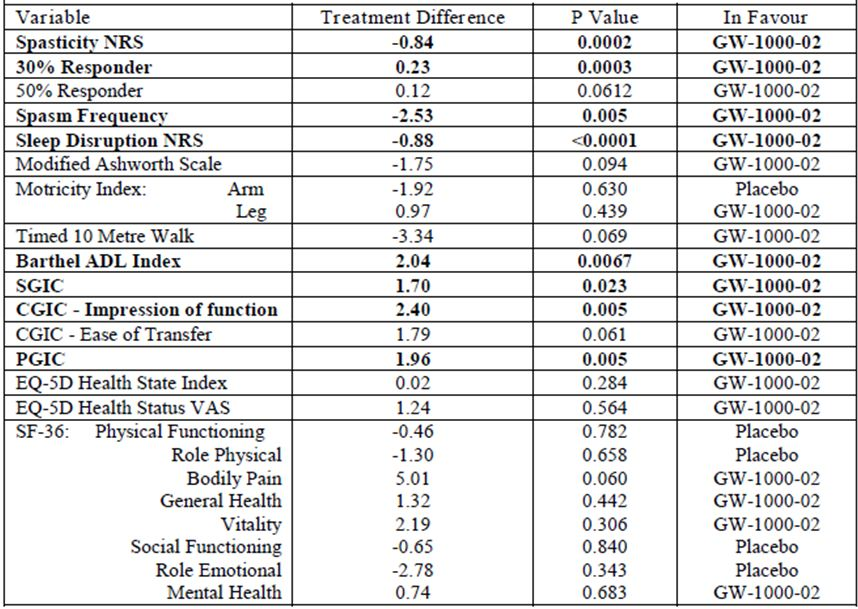 Variable Treatment Difference P Value In Favour
Spasticity NRS -0.84 0.0002 GW-1000-02
30% Responder 0.23 0.0003 GW-1000-02
50% Responder 0.12 0.0612 GW-1000-02
Spasm Frequency -2.53 0.005 GW-1000-02
Sleep Disruption NRS -0.88 <0.0001 GW-1000-02
Modified Ashworth Scale -1.75 0.094 GW-1000-02
Motricity Index: Arm -1.92 0.630 Placebo
Leg 0.97 0.439 GW-1000-02
Timed 10 Metre Walk -3.34 0.069 GW-1000-02
Barthel ADL Index 2.04 0.0067 GW-1000-02
SGIC 1.70 0.023 GW-1000-02
CGIC - Impression of function 2.40 0.005 GW-1000-02
CGIC - Ease of Transfer 1.79 0.061 GW-1000-02
PGIC 1.96 0.005 GW-1000-02
EQ-5D Health State Index 0.02 0.284 GW-1000-02
EQ-5D Health Status VAS 1.24 0.564 GW-1000-02
SF-36: Physical Functioning -0.46 0.782 Placebo
Role Physical -1.30 0.658 Placebo
Bodily Pain 5.01 0.060 GW-1000-02
General Health 1.32 0.442 GW-1000-02
Vitality 2.19 0.306 GW-1000-02
Social Functioning -0.65 0.840 Placebo
Role Emotional -2.78 0.343 Placebo
Mental Health 0.74 0.683 GW-1000-02